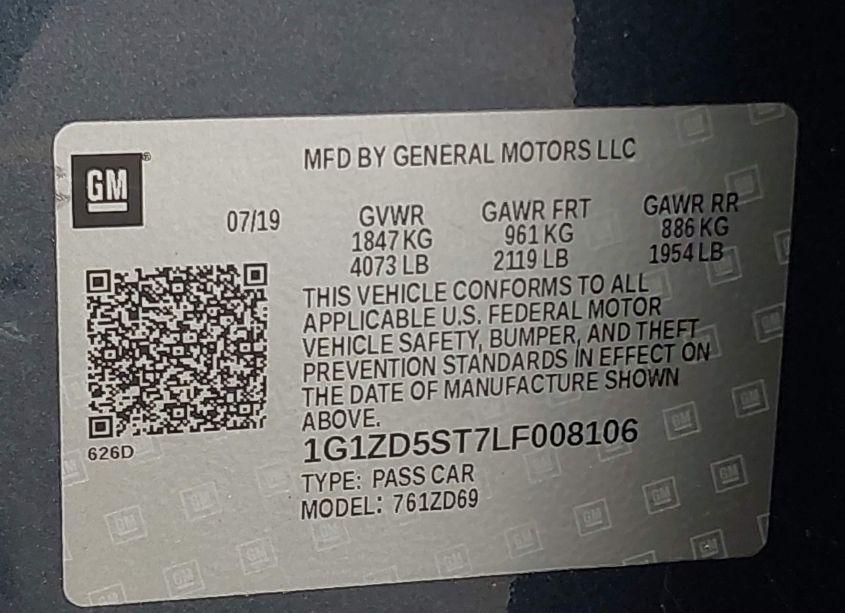 GM
MFD BY GENERAL MOTORS LLC
07/19
GVWR
1847 KG
4073 LB
GAWR FRT
961 KG
2119 LB
GAWR RR
886 KG
1954 LB
THIS VEHICLE CONFORMS TO ALL
APPLICABLE U.S. FEDERAL MOTOR
VEHICLE SAFETY, BUMPER, AND THEFT
PREVENTION STANDARDS IN EFFECT ON
THE DATE OF MANUFACTURE SHOWN
ABOVE.
626D
1G1ZD5ST7LF008106
TYPE: PASS CAR
MODEL: 761ZD69